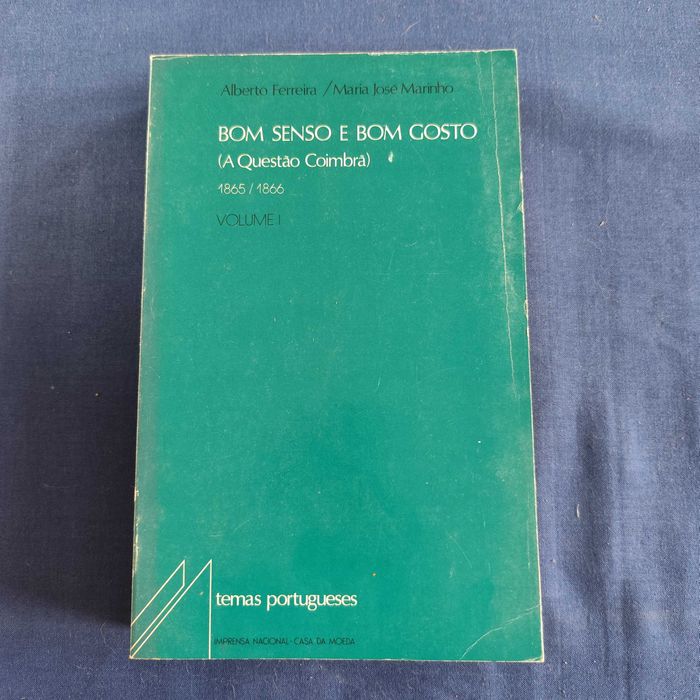 Alberto Ferreira /Maria José Marinho
BOM SENSO E BOM GOSTO
(A Questão Coimbrã)
1865/1866
VOLUME I
temas portugueses
IMPRENSA NACIONAL-CASA DA MOEDA